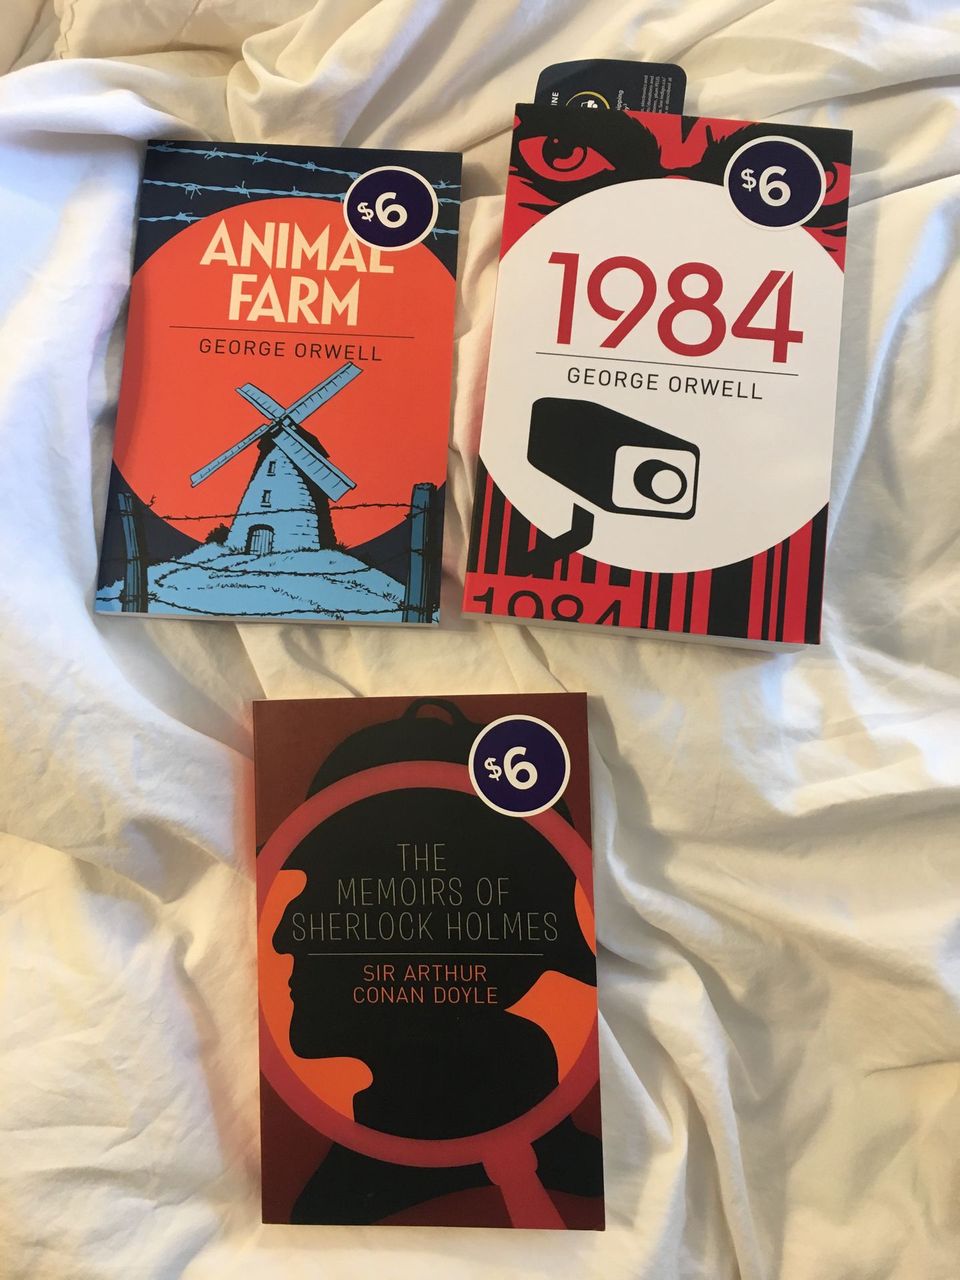 $6
ANIMAL
FARM
GEORGE ORWELL
$6
1984
GEORGE ORWELL
1984
$6
THE
MEMOIRS OF
SHERLOCK HOLMES
SIR ARTHUR
CONAN DOYLE